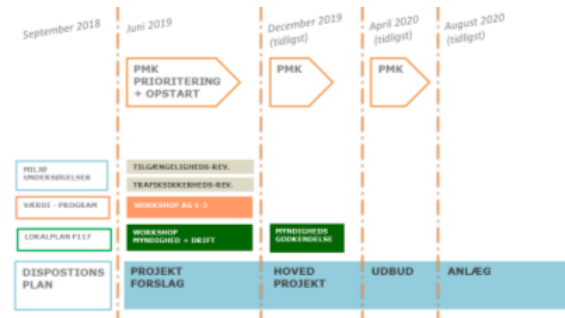 September 2018
Juni 2019
December 2019
(tidligst)
April 2020
(tidligst)
August 2020
(tidligst)
PMK
PRIORITERING
+ OPSTART
PMK
PMK
MILJØ
UNDERSØGELSER
TILGÆNGELIGHEDS-REV.
TRAFIKSIKKERHEDS-REV.
VÆRDI - PROGRAM
WORKSHOP AG 1-3
LOKALPLAN F117
WORKSHOP
MYNDIGHED + DRIFT
MYNDIGHEDS
GODKENDELSE
DISPOSTIONS
PLAN
PROJEKT
FORSLAG
HOVED
PROJEKT
UDBUD
ANLÆG